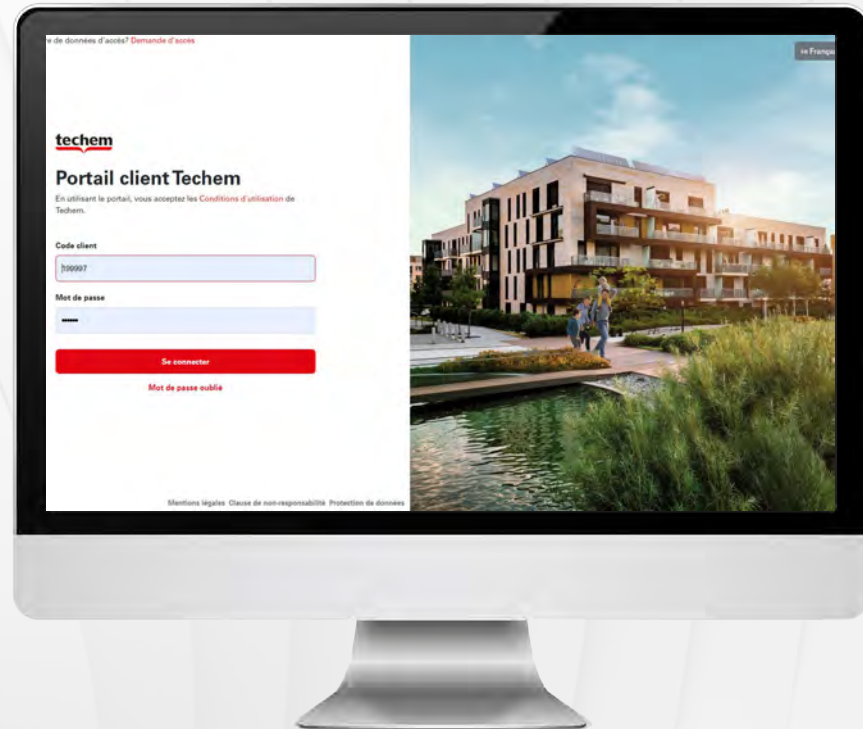 re de données d'accès? Demande d'accès
Français
techem
Portail client Techem
En utilisant le portail, vous acceptez les Conditions d'utilisation de
Techem.
Code client
199997
Mot de passe
Se connecter
Mot de passe oublié
Mentions légales Clause de non-responsabilité Protection de données